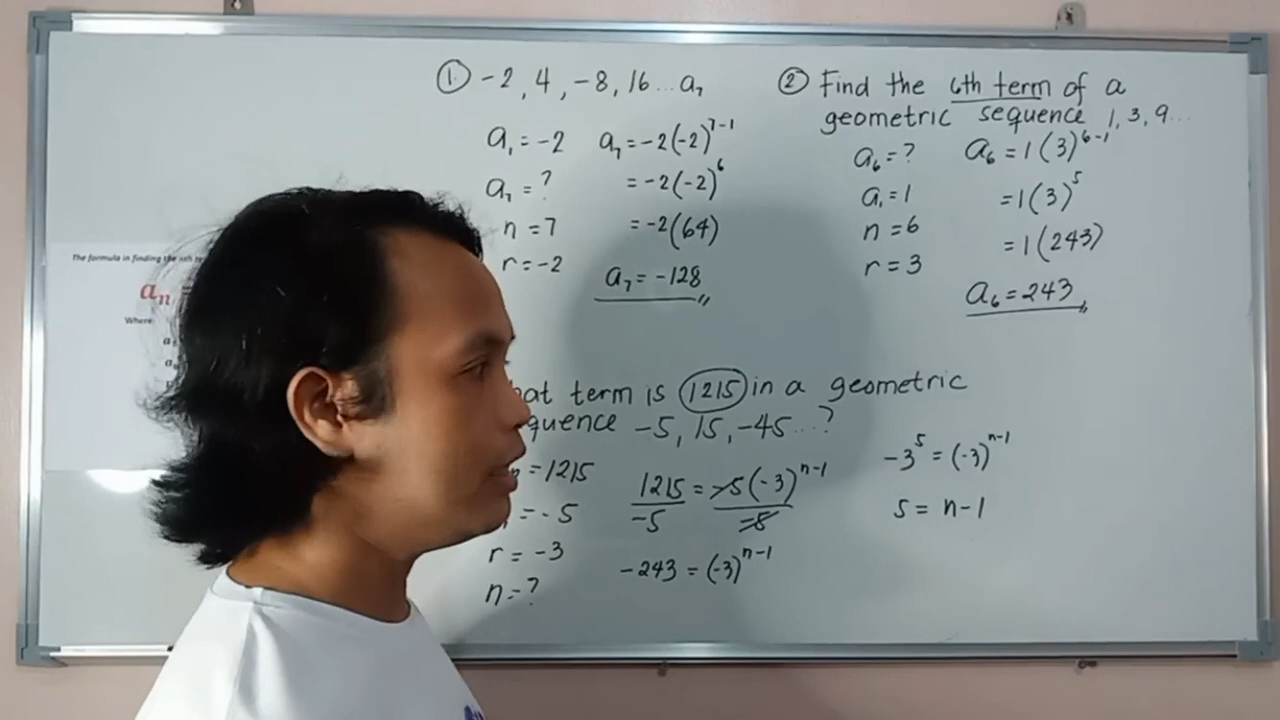 ① -2, 4, -8, 16 ... a₇
a₁ = -2
a₇ = ?
n = 7
r = -2
a₇ = -2(-2)⁷⁻¹
= -2(-2)⁶
= -2(64)
a₇ = -128
② Find the 6th term of a
geometric sequence 1, 3, 9...
a₆ = ?
a₁ = 1
n = 6
r = 3
a₆ = 1(3)⁶⁻¹
= 1(3)⁵
= 1(243)
a₆ = 243
The formula in finding the nth
aₙ =
Where:
term is 1215 in a geometric
-5, 15, -45...?
= 1215
= -5
r = -3
n = ?
1215/-5 = -5(-3)ⁿ⁻¹/-5
-243 = (-3)ⁿ⁻¹
-3⁵ = (-3)ⁿ⁻¹
5 = n-1